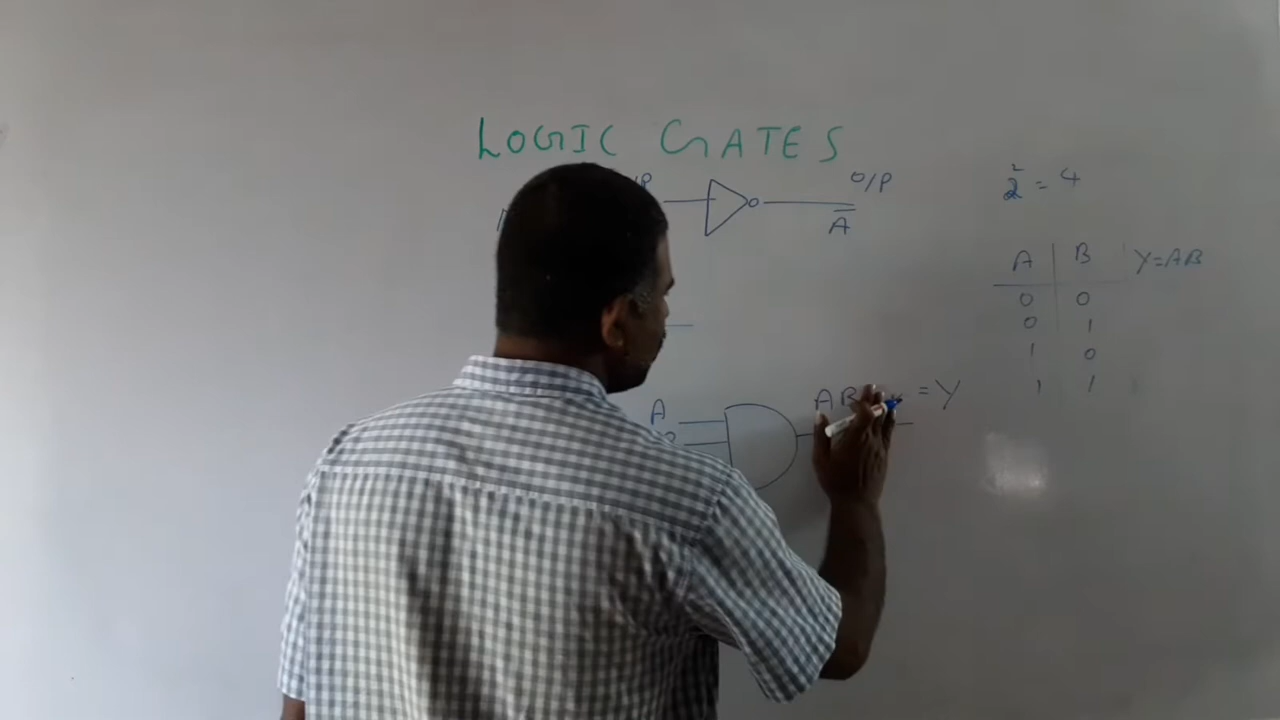 LOGIC GATES
O/P
A̅
2² = 4
A B Y=AB
0 0
0 1
1 0
1 1
A
AB = Y